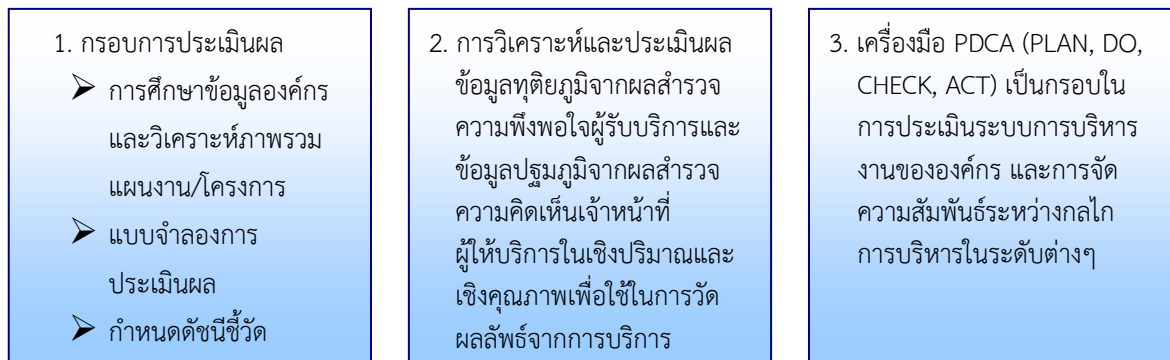 1. กรอบการประเมินผล
➢ การศึกษาข้อมูลองค์กร
และวิเคราะห์ภาพรวม
แผนงาน/โครงการ
➢ แบบจำลองการ
ประเมินผล
➢ กำหนดดัชนีชี้วัด
2. การวิเคราะห์และประเมินผล
ข้อมูลทุติยภูมิจากผลสำรวจ
ความพึงพอใจผู้รับบริการและ
ข้อมูลปฐมภูมิจากผลสำรวจ
ความคิดเห็นเจ้าหน้าที่
ผู้ให้บริการในเชิงปริมาณและ
เชิงคุณภาพเพื่อใช้ในการวัด
ผลลัพธ์จากการบริการ
3. เครื่องมือ PDCA (PLAN, DO,
CHECK, ACT) เป็นกรอบใน
การประเมินระบบการบริหาร
งานขององค์กร และการจัด
ความสัมพันธ์ระหว่างกลไก
การบริหารในระดับต่างๆ